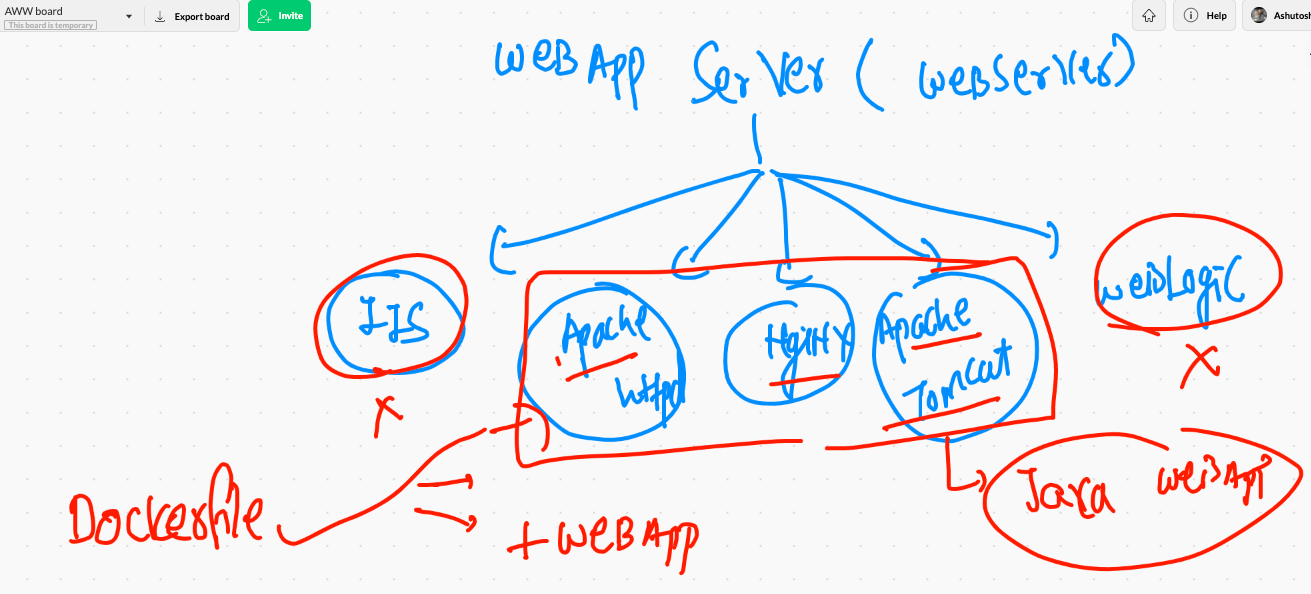 AWW board
This board is temporary
Export board
Invite
Help
Ashutos
WEBAPP Server ( webserver)
IIS
Apache
httpd
Nginx
Apache
Tomcat
webLogic
X
X
Dockerfile
+ WEBAPP
Java webApp